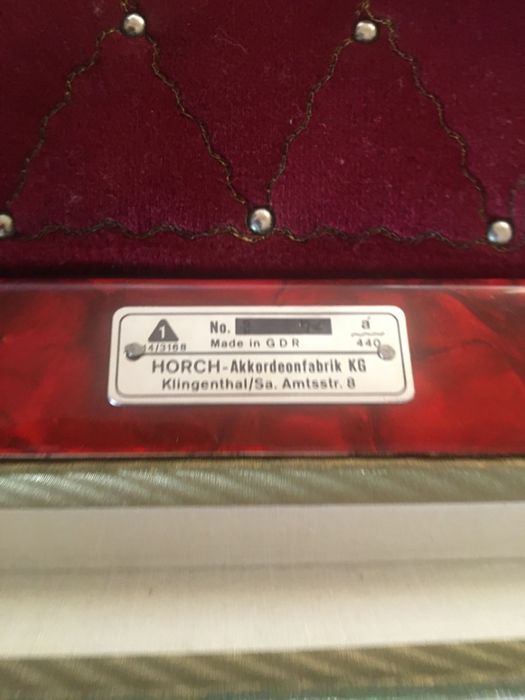 1 No. a'
4/3168 Made in GDR 440
HORCH-Akkordeonfabrik KG
Klingenthal/Sa. Amtsstr. 8